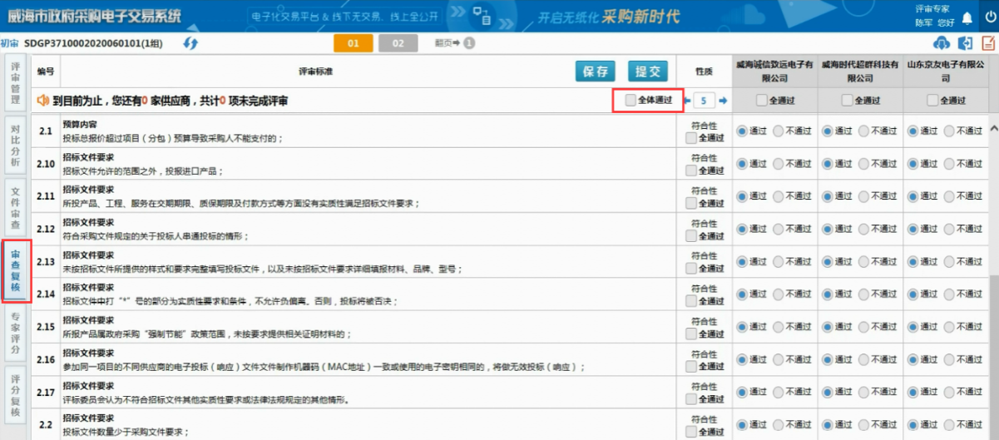 威海市政府采购电子交易系统
电子化交易平台 & 线下无交易、线上全公开
开启无纸化 采购新时代
评审专家
陈军 您好
初审 SDGP3710002020060101(1组)
01 02 翻页 1
评审管理
对比分析
文件审查
审查复核
专家评分
评分复核
编号 评审标准 保存 提交 性质 威海诚信致远电子有限公司 威海时代超群科技有限公司 山东京友电子有限公司
到目前为止，您还有0 家供应商，共计0 项未完成评审 全体通过 5 全通过 全通过 全通过
2.1 预算内容 符合性
投标总报价超过项目（分包）预算导致采购人不能支付的； 全通过 通过 不通过 通过 不通过 通过 不通过
2.10 招标文件要求 符合性
招标文件允许的范围之外，投报进口产品； 全通过 通过 不通过 通过 不通过 通过 不通过
2.11 招标文件要求 符合性
所投产品、工程、服务在交期期限、质保期限及付款方式等方面没有实质性满足招标文件要求； 全通过 通过 不通过 通过 不通过 通过 不通过
2.12 招标文件要求 符合性
符合采购文件规定的关于投标人串通投标的情形； 全通过 通过 不通过 通过 不通过 通过 不通过
2.13 招标文件要求 符合性
未按招标文件所提供的样式和要求完整填写投标文件，以及未按招标文件要求详细填报材料、品牌、型号； 全通过 通过 不通过 通过 不通过 通过 不通过
2.14 招标文件要求 符合性
招标文件中打“*”号的部分为实质性要求和条件，不允许负偏离。否则，投标将被否决； 全通过 通过 不通过 通过 不通过 通过 不通过
2.15 招标文件要求 符合性
所报产品属政府采购“强制节能”政策范围，未按要求提供相关证明材料的； 全通过 通过 不通过 通过 不通过 通过 不通过
2.16 招标文件要求 符合性
参加同一项目的不同供应商的电子投标（响应）文件文件制作机器码（MAC地址）一致或使用的电子密钥相同的，将做无效投标（响应）； 全通过 通过 不通过 通过 不通过 通过 不通过
2.17 招标文件要求 符合性
评标委员会认为不符合招标文件其他实质性要求或法律法规规定的其他情形。 全通过 通过 不通过 通过 不通过 通过 不通过
2.2 招标文件要求 符合性
投标文件数量少于采购文件要求； 全通过 通过 不通过 通过 不通过 通过 不通过